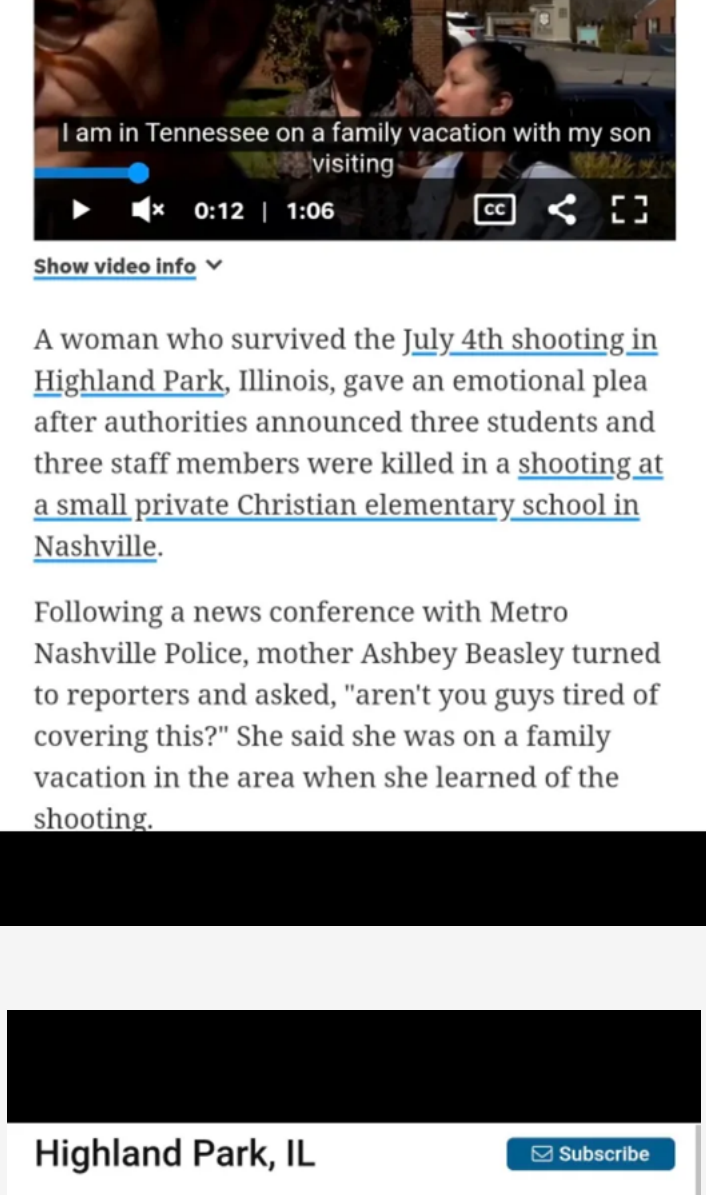 I am in Tennessee on a family vacation with my son
visiting
0:12 | 1:06
CC
Show video info
A woman who survived the July 4th shooting in
Highland Park, Illinois, gave an emotional plea
after authorities announced three students and
three staff members were killed in a shooting at
a small private Christian elementary school in
Nashville.
Following a news conference with Metro
Nashville Police, mother Ashbey Beasley turned
to reporters and asked, "aren't you guys tired of
covering this?" She said she was on a family
vacation in the area when she learned of the
shooting.
Highland Park, IL
Subscribe